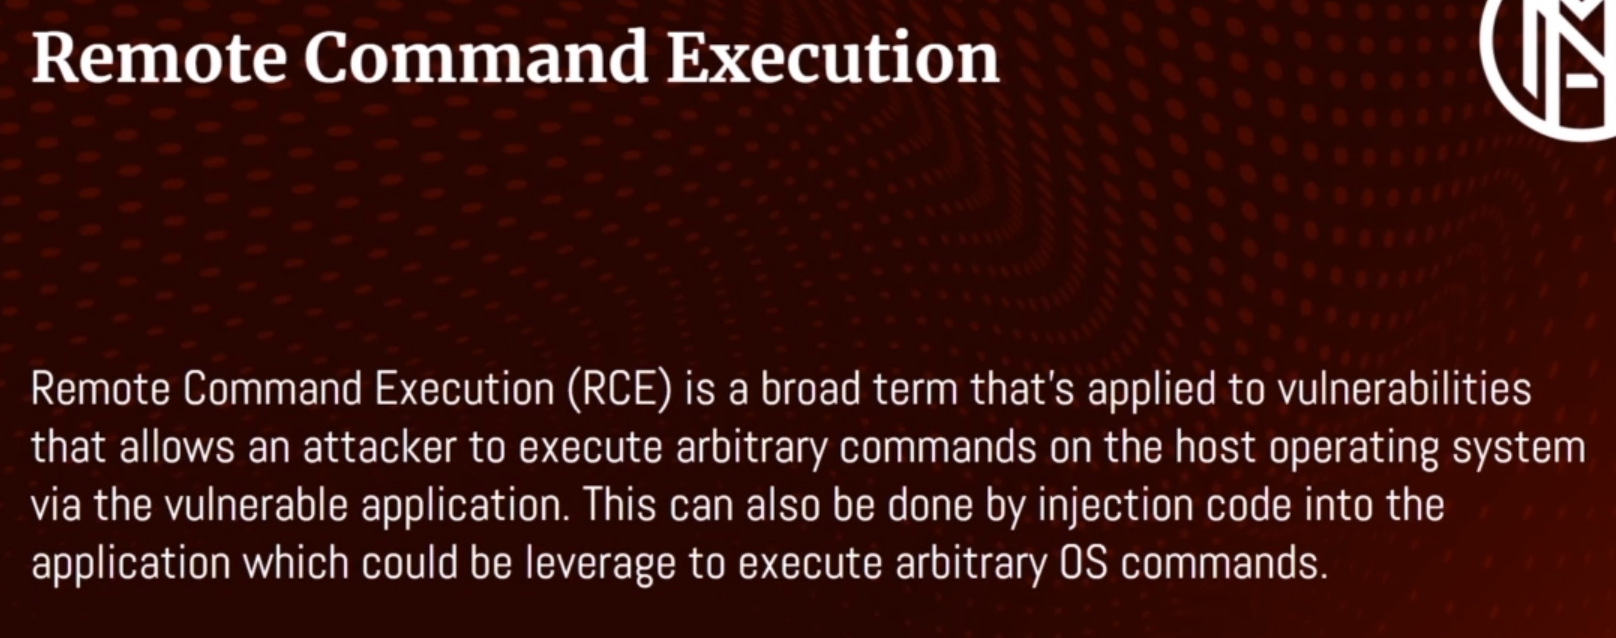 Remote Command Execution
Remote Command Execution (RCE) is a broad term that's applied to vulnerabilities
that allows an attacker to execute arbitrary commands on the host operating system
via the vulnerable application. This can also be done by injection code into the
application which could be leverage to execute arbitrary OS commands.